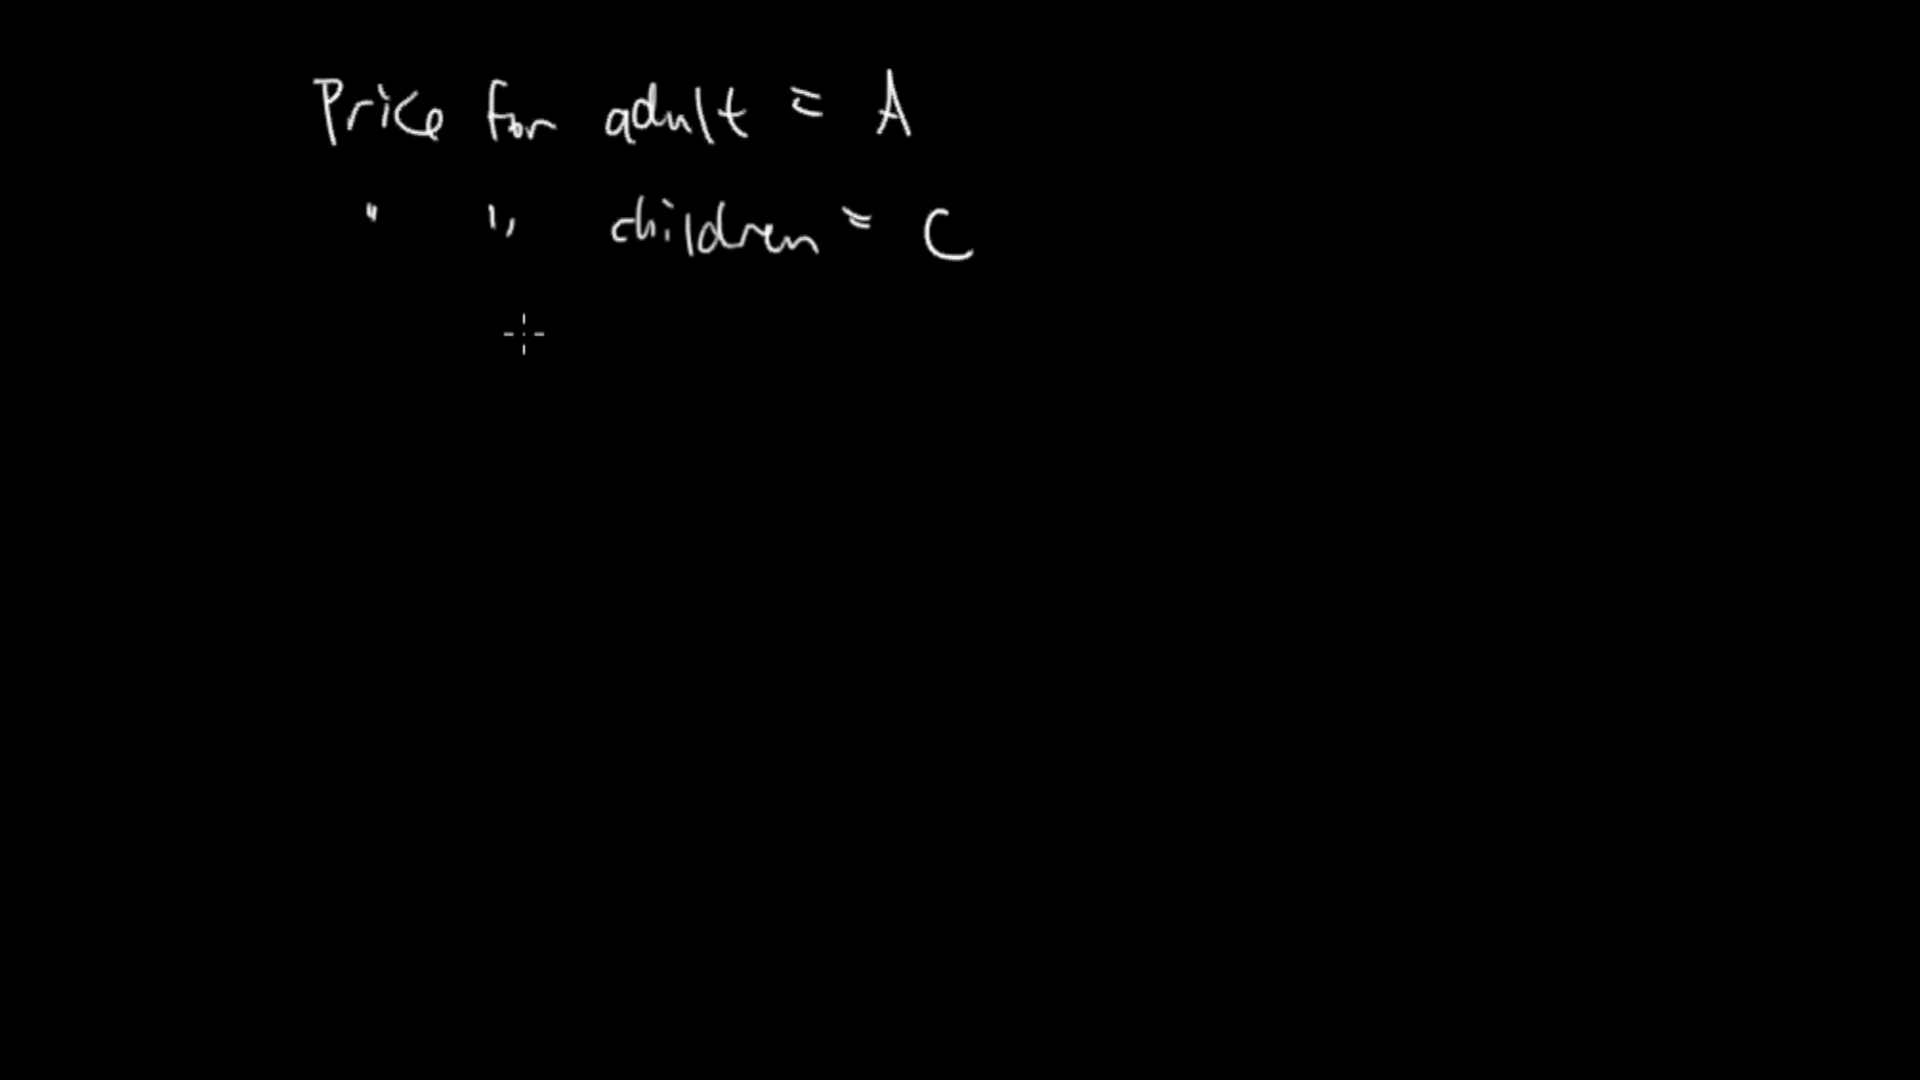 Price for adult = A
" " children = C